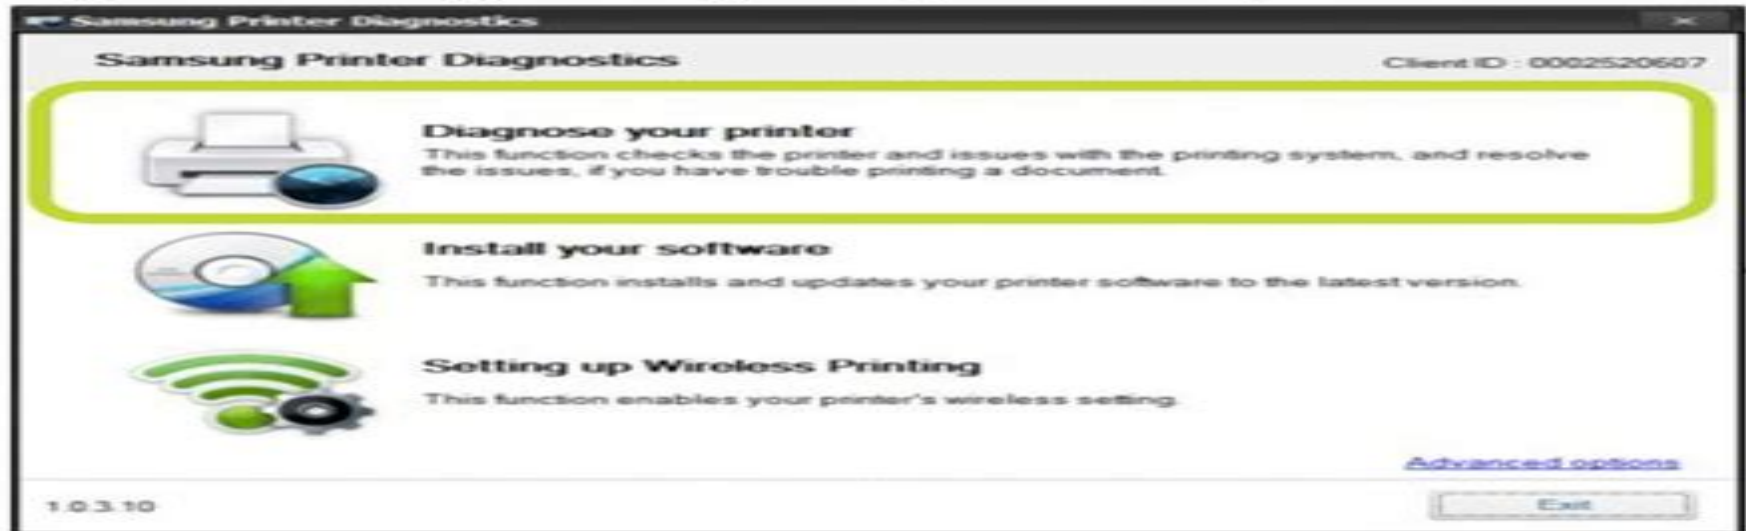 Samsung Printer Diagnostics
Samsung Printer Diagnostics
Client ID : 0002520607
Diagnose your printer
This function checks the printer and issues with the printing system, and resolve
the issues, if you have trouble printing a document.
Install your software
This function installs and updates your printer software to the latest version.
Setting up Wireless Printing
This function enables your printer's wireless setting.
Advanced options
1.0.3.10
Exit